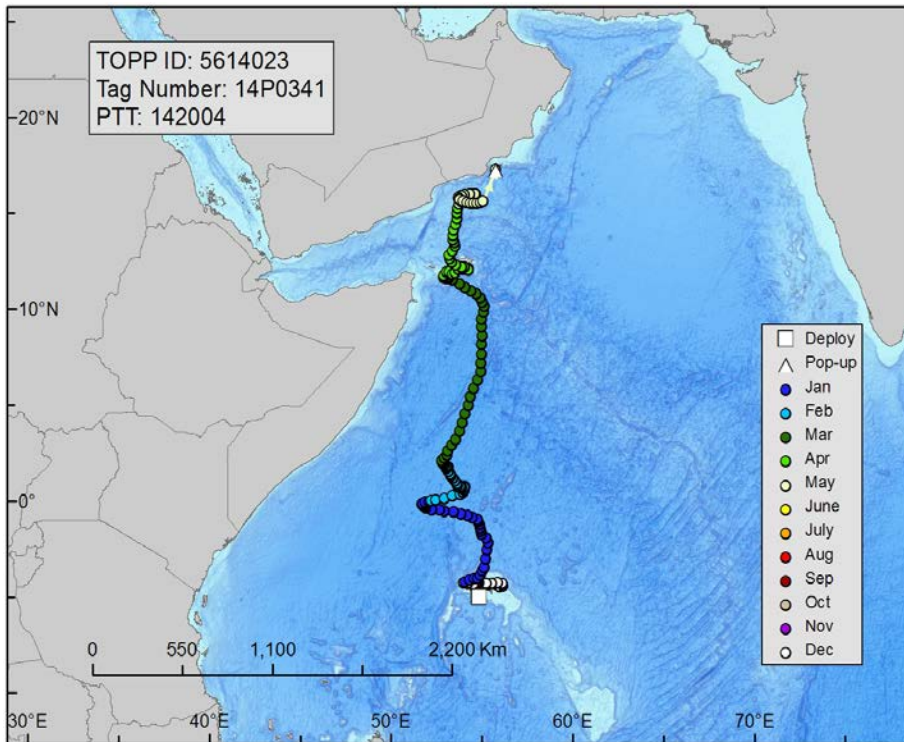 TOPP ID: 5614023
Tag Number: 14P0341
PTT: 142004
20°N
10°N
0°
Deploy
Pop-up
Jan
Feb
Mar
Apr
May
June
July
Aug
Sep
Oct
Nov
Dec
0 550 1,100 2,200 Km
30°E 40°E 50°E 60°E 70°E